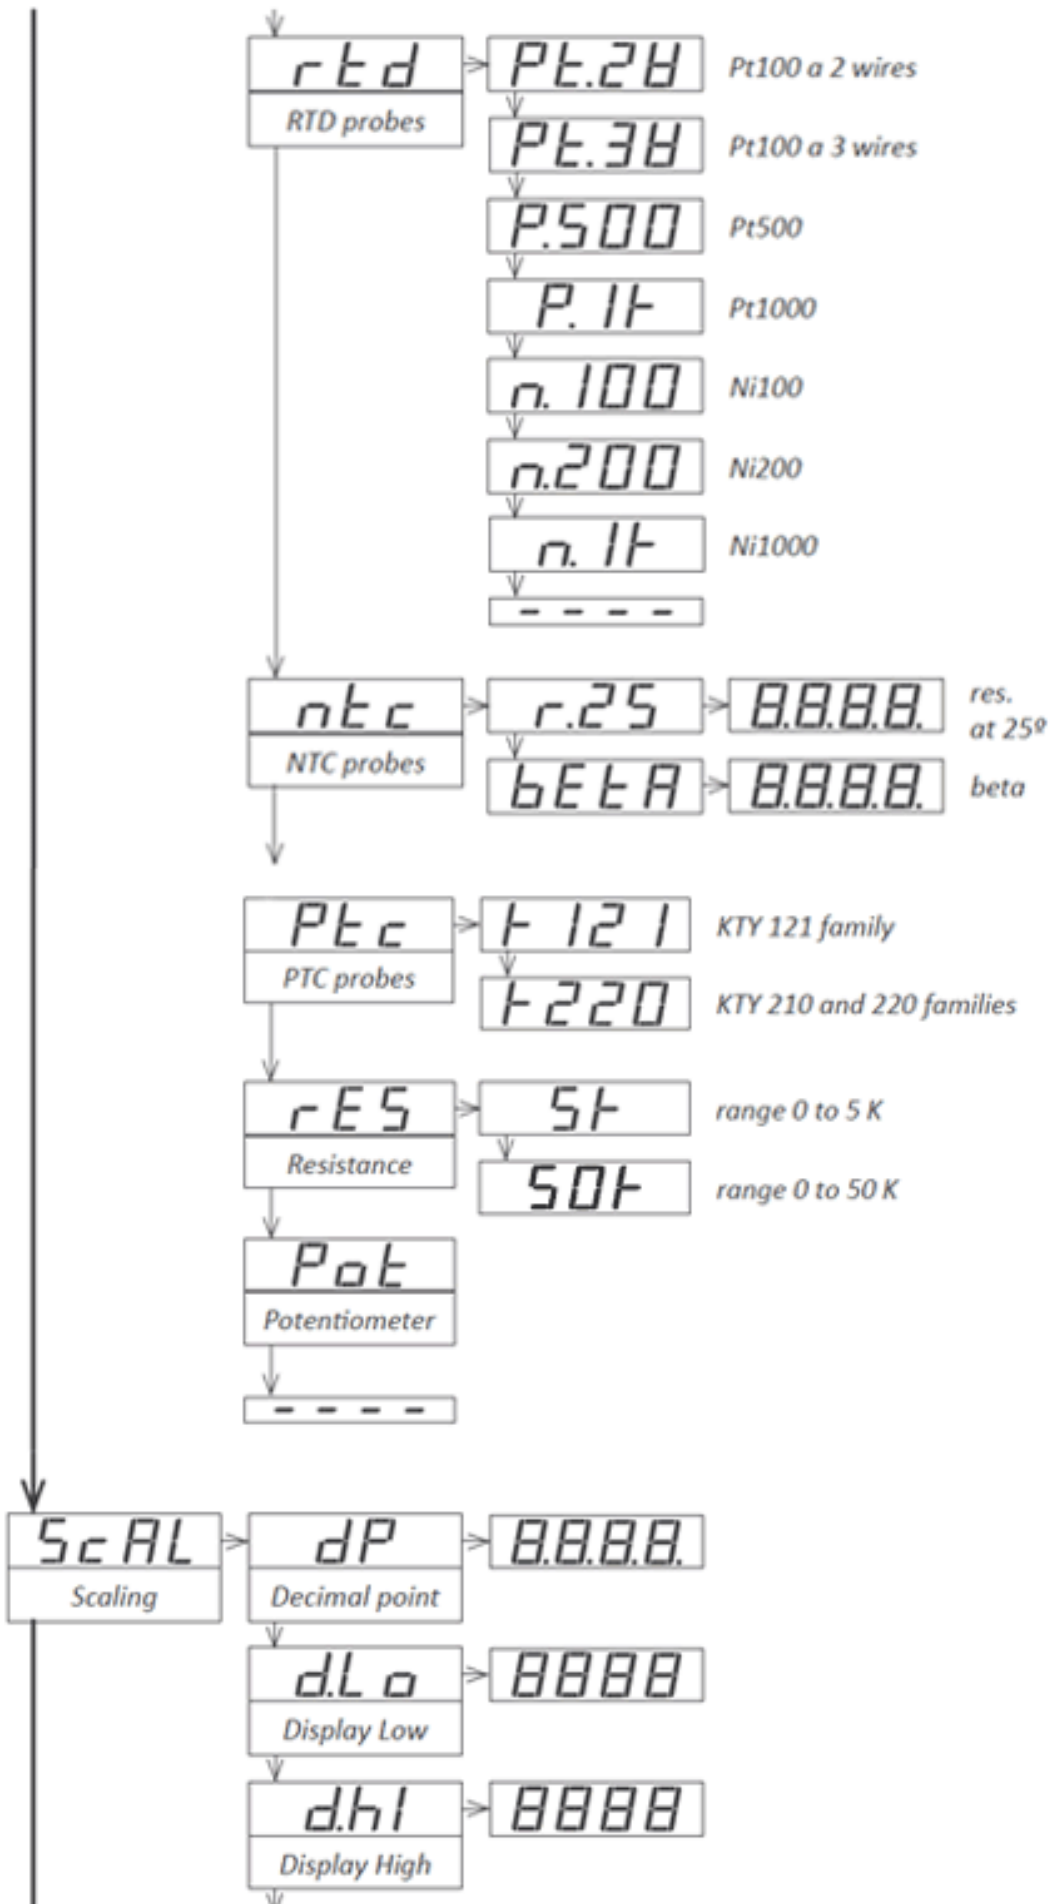 rtd
RTD probes
Pt.2W
Pt100 a 2 wires
Pt.3W
Pt100 a 3 wires
P.500
Pt500
P.1k
Pt1000
n.100
Ni100
n.200
Ni200
n.1k
Ni1000
- - - -
ntc
NTC probes
r.25
8.8.8.8.
res.
at 25º
bEtA
8.8.8.8.
beta
Ptc
PTC probes
k121
KTY 121 family
k220
KTY 210 and 220 families
rES
Resistance
5k
range 0 to 5 K
50k
range 0 to 50 K
Pot
Potentiometer
- - - -
ScAL
Scaling
dP
Decimal point
8.8.8.8.
d.Lo
Display Low
8888
d.hI
Display High
8888